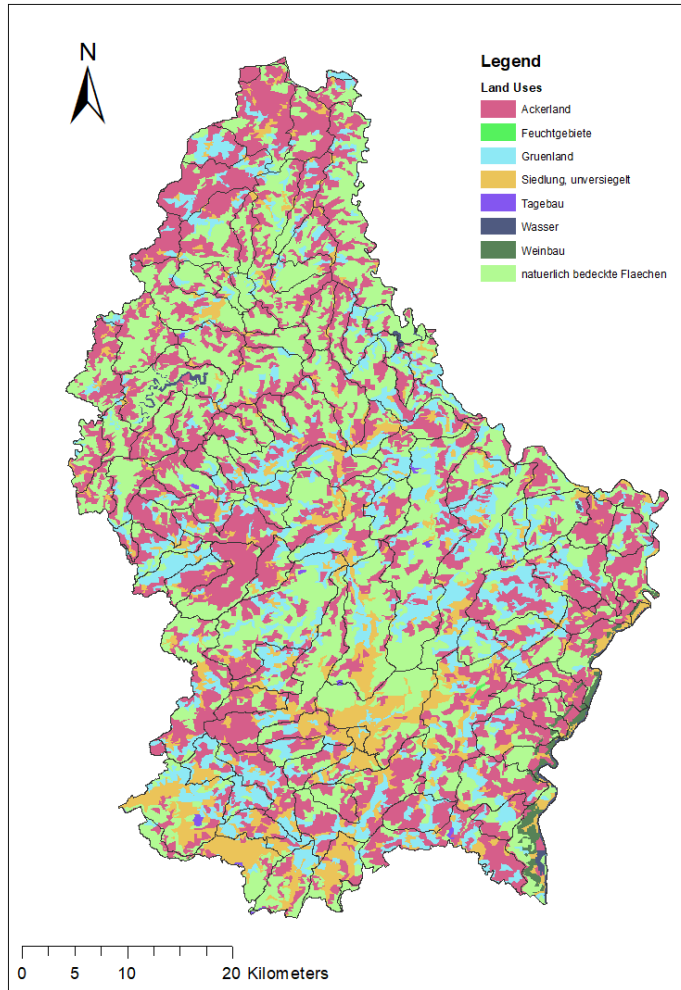 N
Legend
Land Uses
Ackerland
Feuchtgebiete
Gruenland
Siedlung, unversiegelt
Tagebau
Wasser
Weinbau
natuerlich bedeckte Flaechen
0 5 10 20 Kilometers